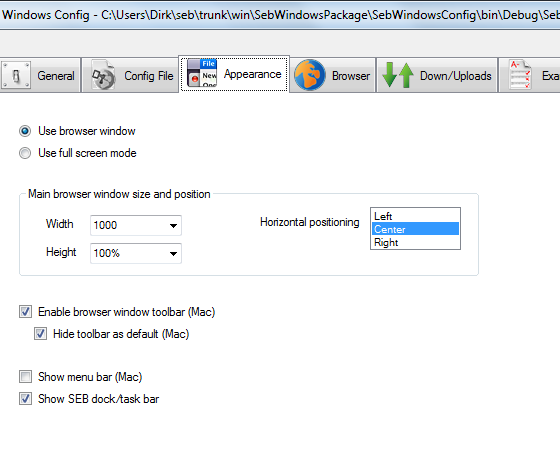 Windows Config - C:\Users\Dirk\seb\trunk\win\SebWindowsPackage\SebWindowsConfig\bin\Debug\Seb
General
Config File
File
New
Appearance
Browser
Down/Uploads
Exa
Use browser window
Use full screen mode
Main browser window size and position
Width 1000 Horizontal positioning Left
Center
Height 100% Right
Enable browser window toolbar (Mac)
Hide toolbar as default (Mac)
Show menu bar (Mac)
Show SEB dock/task bar